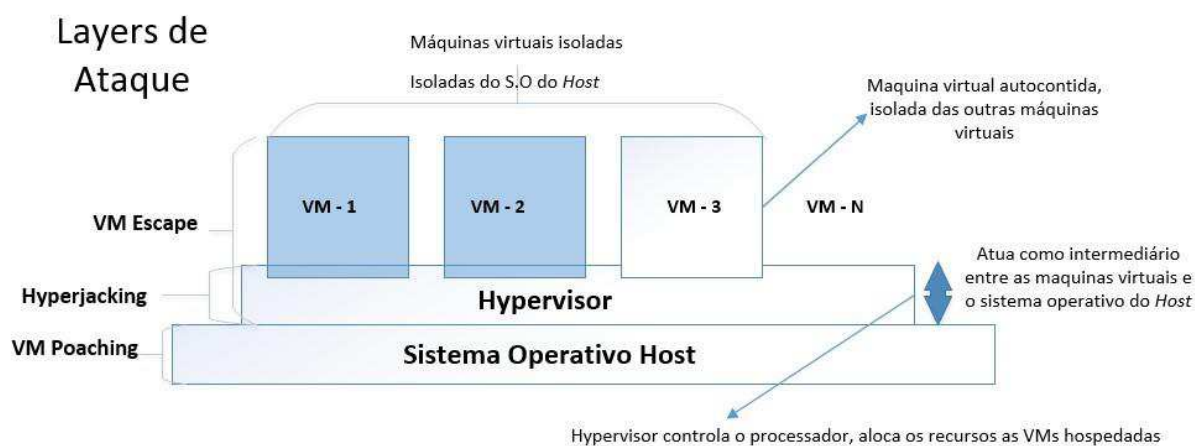 Layers de
Ataque
Máquinas virtuais isoladas
Isoladas do S.O do Host
Maquina virtual autocontida,
isolada das outras máquinas
virtuais
VM Escape
VM - 1
VM - 2
VM - 3
VM - N
Hyperjacking
Hypervisor
Atua como intermediário
entre as maquinas virtuais e
o sistema operativo do Host
VM Poaching
Sistema Operativo Host
Hypervisor controla o processador, aloca os recursos as VMs hospedadas